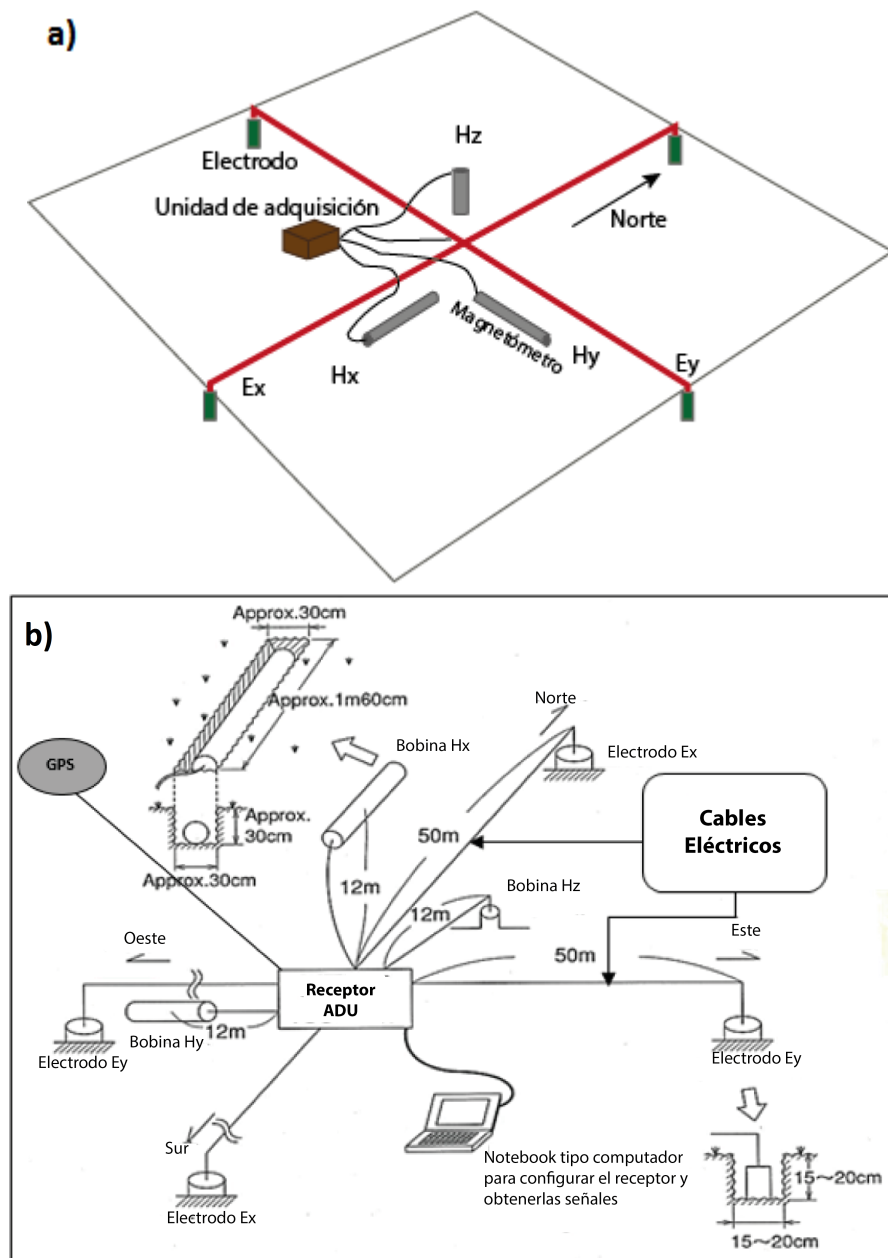 a)
Hz
Electrodo
Unidad de adquisición
Norte
Magnetómetro
Hx
Hy
Ex
Ey
b)
Approx.30cm
Approx.1m60cm
Norte
Bobina Hx
Electrodo Ex
GPS
Approx.
30cm
Cables
Eléctricos
50m
Approx.30cm
12m
Bobina Hz
12m
Oeste
Este
50m
Receptor
ADU
Bobina Hy
12m
Electrodo Ey
Electrodo Ey
Sur
Notebook tipo computador
para configurar el receptor y
obtenerlas señales
15~20cm
Electrodo Ex
15~20cm